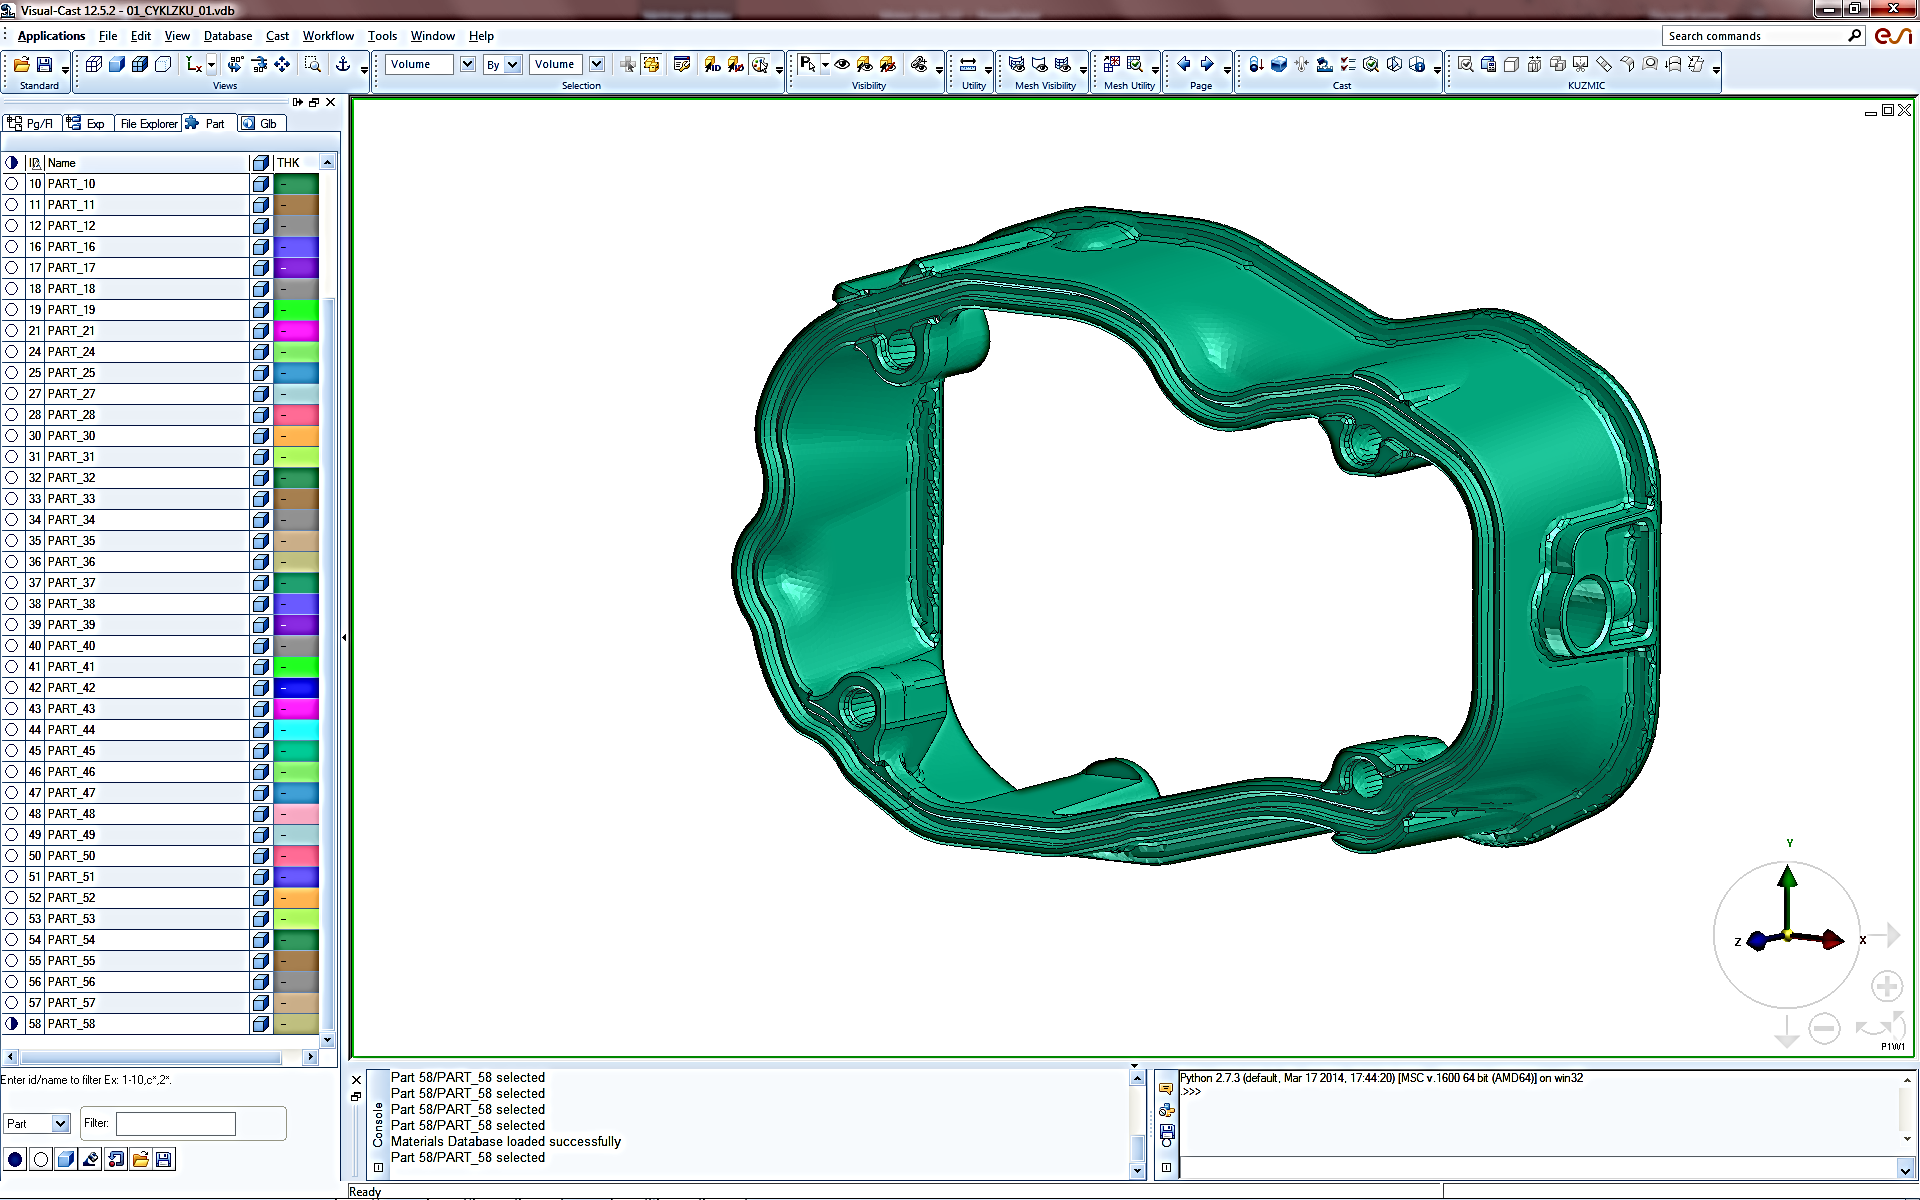 Visual-Cast 12.5.2 - 01_CYKLZKU_01.vdb
Applications File Edit View Database Cast Workflow Tools Window Help
Search commands
esi
Volume By Volume
Standard Views Selection Visibility Utility Mesh Visibility Mesh Utility Page Cast KUZMIC
Pg/Fl Exp File Explorer Part Glb
ID Name THK
10 PART_10 -
11 PART_11 -
12 PART_12 -
16 PART_16 -
17 PART_17 -
18 PART_18 -
19 PART_19 -
21 PART_21 -
24 PART_24 -
25 PART_25 -
27 PART_27 -
28 PART_28 -
30 PART_30 -
31 PART_31 -
32 PART_32 -
33 PART_33 -
34 PART_34 -
35 PART_35 -
36 PART_36 -
37 PART_37 -
38 PART_38 -
39 PART_39 -
40 PART_40 -
41 PART_41 -
42 PART_42 -
43 PART_43 -
44 PART_44 -
45 PART_45 -
46 PART_46 -
47 PART_47 -
48 PART_48 -
49 PART_49 -
50 PART_50 -
51 PART_51 -
52 PART_52 -
53 PART_53 -
54 PART_54 -
55 PART_55 -
56 PART_56 -
57 PART_57 -
58 PART_58 -
Enter id/name to filter Ex: 1-10,c*,2*.
Part Filter:
Y
Z X
P1W1
Console
Part 58/PART_58 selected
Part 58/PART_58 selected
Part 58/PART_58 selected
Part 58/PART_58 selected
Materials Database loaded successfully
Part 58/PART_58 selected
Python 2.7.3 (default, Mar 17 2014, 17:44:20) [MSC v.1600 64 bit (AMD64)] on win32
.>>>
Ready